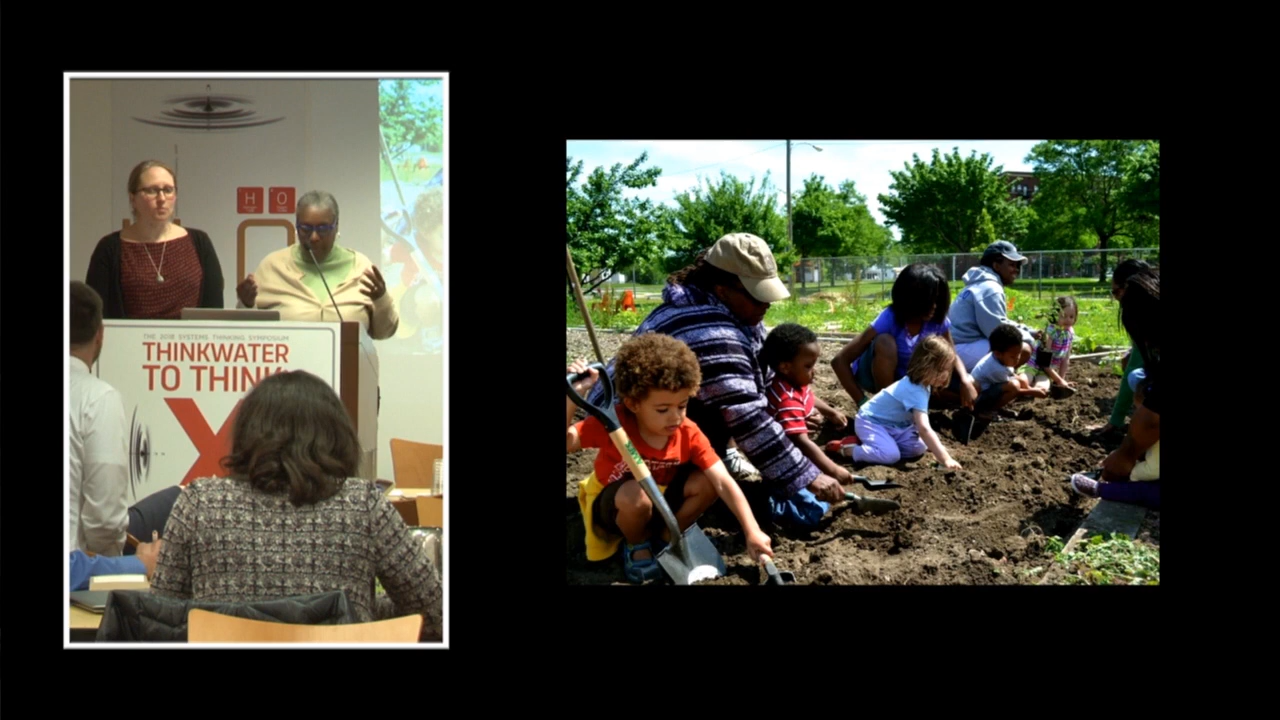 H
O
THE 2018 SYSTEMS THINKING SYMPOSIUM
THINKWATER
TO THINK
X